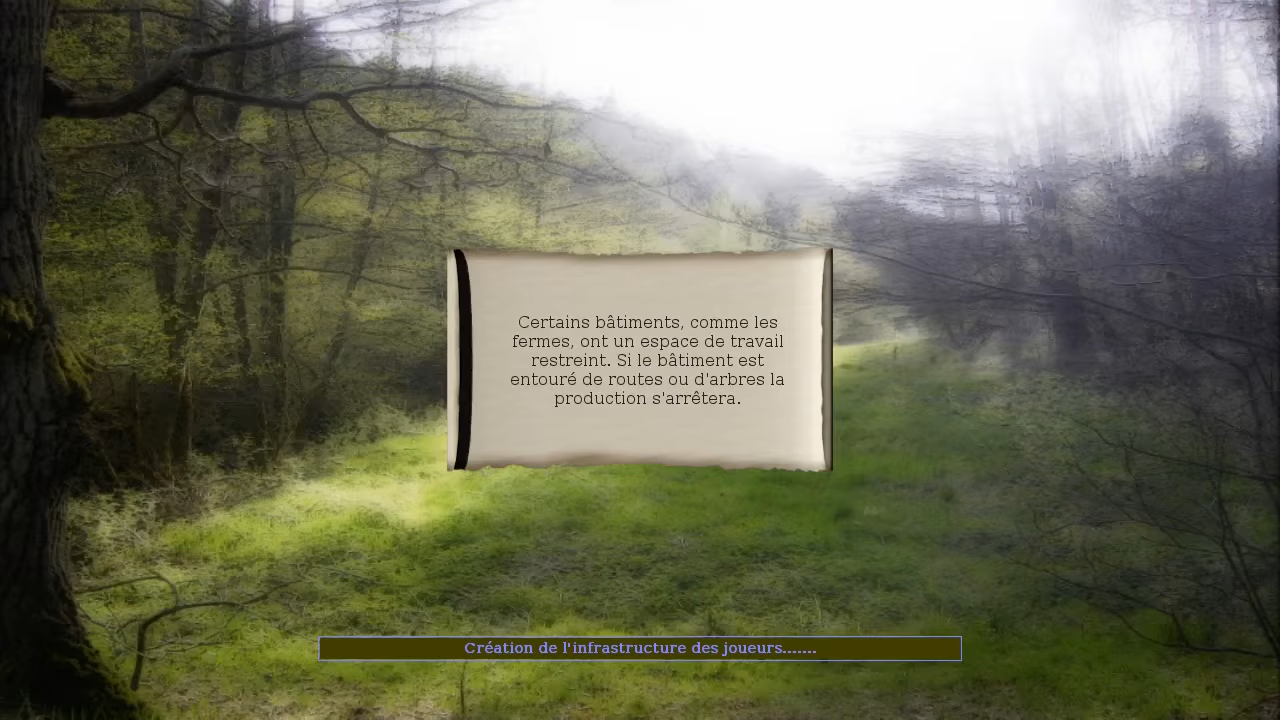 Certains bâtiments, comme les
fermes, ont un espace de travail
restreint. Si le bâtiment est
entouré de routes ou d'arbres la
production s'arrêtera.
Création de l'infrastructure des joueurs.......